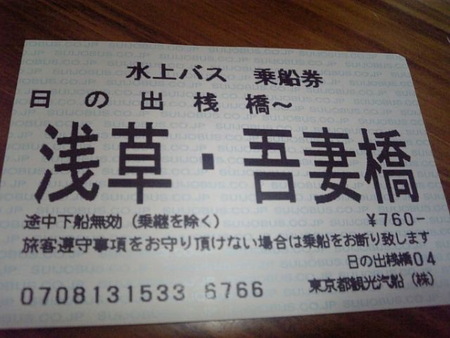 水上バス 乗船券
日の出桟橋～
浅草・吾妻橋
途中下船無効（乗継を除く） ¥760-
旅客遵守事項をお守り頂けない場合は乗船をお断り致します
日の出桟橋04
0708131533 6766 東京都観光汽船（株）